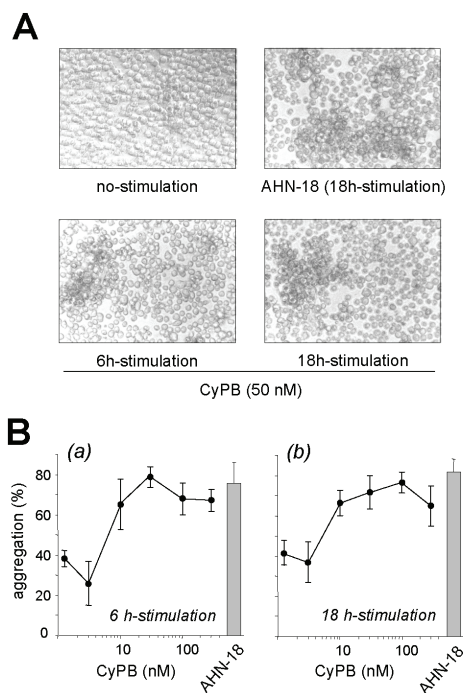 A
no-stimulation
AHN-18 (18h-stimulation)
6h-stimulation
18h-stimulation
CyPB (50 nM)
B
(a)
(b)
aggregation (%)
80
60
40
20
0
6 h-stimulation
18 h-stimulation
10
100
10
100
CyPB (nM)
AHN-18
CyPB (nM)
AHN-18